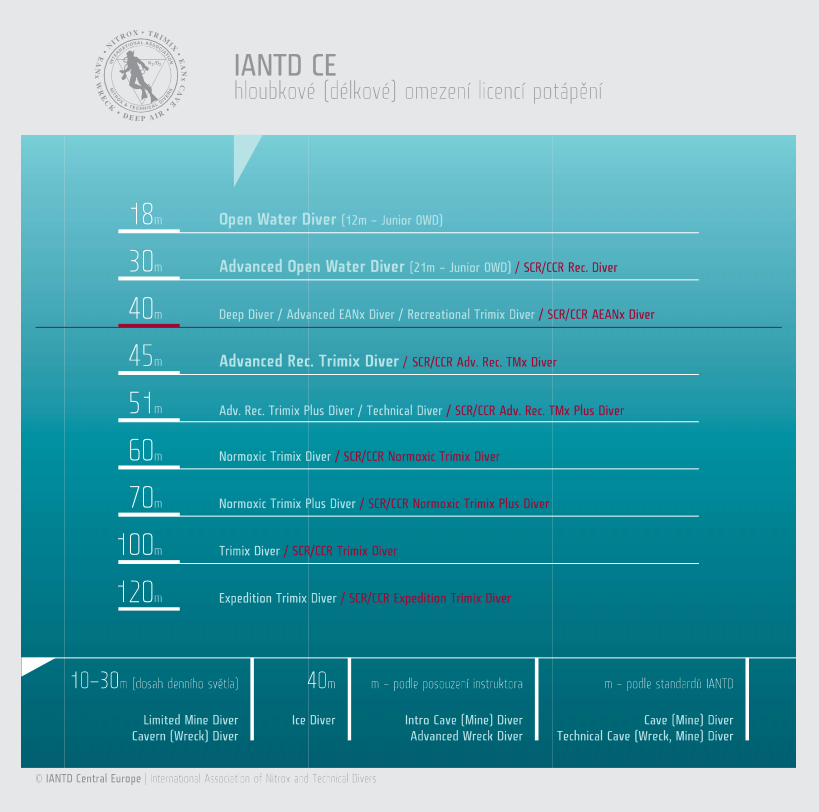 • NITROX • TRIMIX • EANx CAVE • DEEP AIR • EANx WRECK
INTERNATIONAL ASSOCIATION
NITROX & TECHNICAL DIVERS
IANTD CE
hloubkové (délkové) omezení licencí potápění
18m Open Water Diver (12m – Junior OWD)
30m Advanced Open Water Diver (21m – Junior OWD) / SCR/CCR Rec. Diver
40m Deep Diver / Advanced EANx Diver / Recreational Trimix Diver / SCR/CCR AEANx Diver
45m Advanced Rec. Trimix Diver / SCR/CCR Adv. Rec. TMx Diver
51m Adv. Rec. Trimix Plus Diver / Technical Diver / SCR/CCR Adv. Rec. TMx Plus Diver
60m Normoxic Trimix Diver / SCR/CCR Normoxic Trimix Diver
70m Normoxic Trimix Plus Diver / SCR/CCR Normoxic Trimix Plus Diver
100m Trimix Diver / SCR/CCR Trimix Diver
120m Expedition Trimix Diver / SCR/CCR Expedition Trimix Diver
10–30m (dosah denního světla)
Limited Mine Diver
Cavern (Wreck) Diver
40m
Ice Diver
m – podle posouzení instruktora
Intro Cave (Mine) Diver
Advanced Wreck Diver
m – podle standardů IANTD
Cave (Mine) Diver
Technical Cave (Wreck, Mine) Diver
© IANTD Central Europe | International Association of Nitrox and Technical Divers